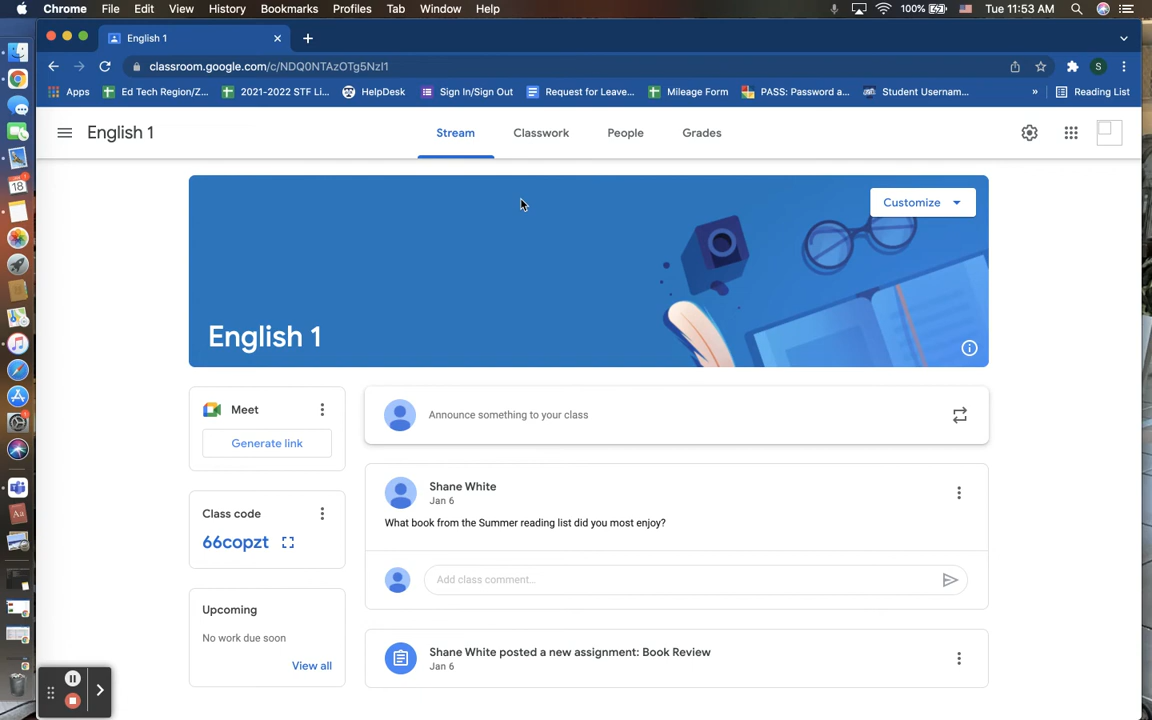 Chrome File Edit View History Bookmarks Profiles Tab Window Help 100% Tue 11:53 AM
English 1
classroom.google.com/c/NDQ0NTAzOTg5NzI1
Apps Ed Tech Region/Z... 2021-2022 STF Li... HelpDesk Sign In/Sign Out Request for Leave... Mileage Form PASS: Password a... Student Usernam... » Reading List
English 1 Stream Classwork People Grades
Customize
English 1
Meet
Generate link
Class code
66copzt
Upcoming
No work due soon
View all
Announce something to your class
Shane White
Jan 6
What book from the Summer reading list did you most enjoy?
Add class comment...
Shane White posted a new assignment: Book Review
Jan 6